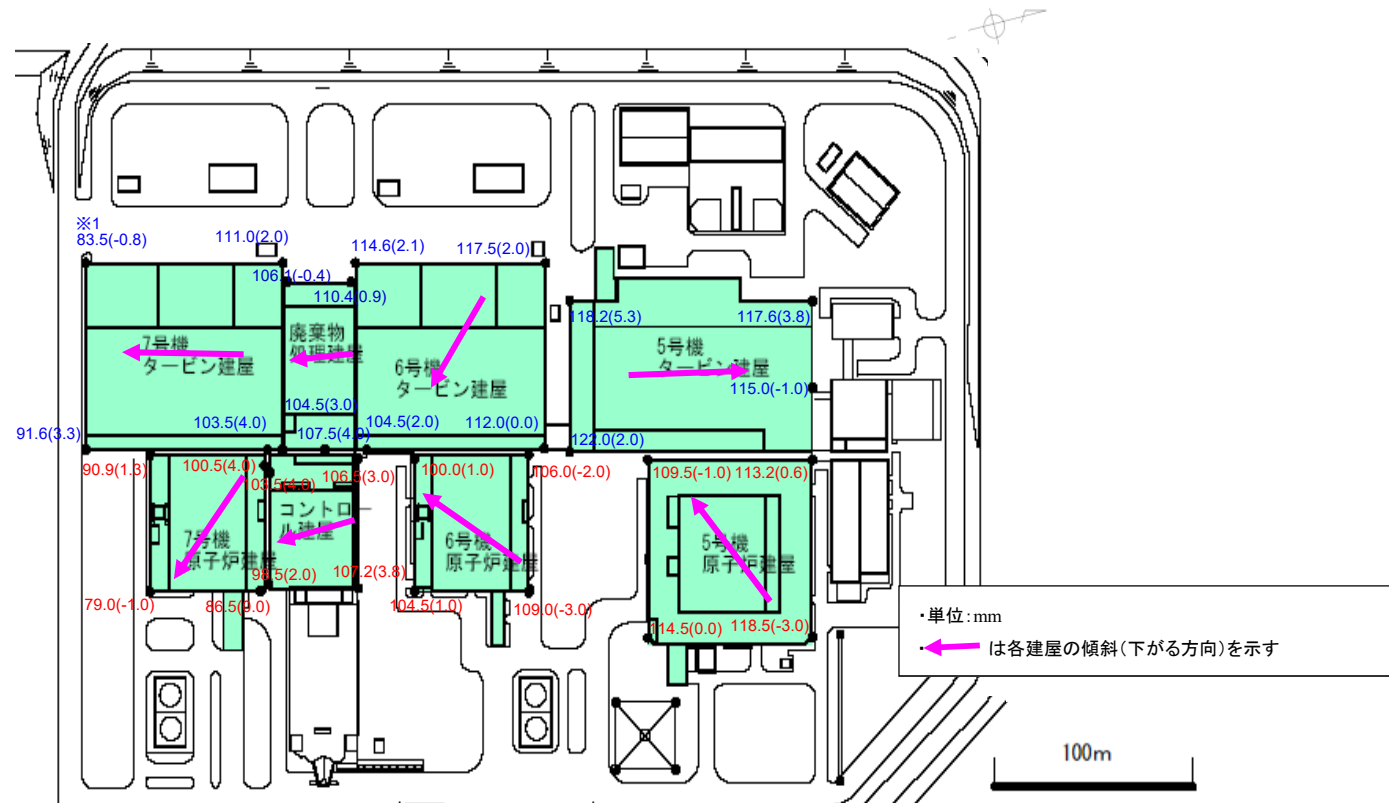 ※1
83.5(-0.8)
111.0(2.0)
114.6(2.1)
117.5(2.0)
106.1(-0.4)
110.4(0.9)
118.2(5.3)
117.6(3.8)
7号機
タービン建屋
廃棄物
処理建屋
6号機
タービン建屋
5号機
タービン建屋
115.0(-1.0)
91.6(3.3)
103.5(4.0)
104.5(3.0)
107.5(4.0)
104.5(2.0)
112.0(0.0)
122.0(2.0)
90.9(1.3)
100.5(4.0)
103.5(4.0)
106.5(3.0)
100.0(1.0)
106.0(-2.0)
109.5(-1.0)
113.2(0.6)
コントロー
ル建屋
7号機
原子炉建屋
6号機
原子炉建屋
5号機
原子炉建屋
98.5(2.0)
107.2(3.8)
79.0(-1.0)
104.5(1.0)
109.0(-3.0)
114.5(0.0)
118.5(-3.0)
・単位：mm
・は各建屋の傾斜(下がる方向)を示す
100m